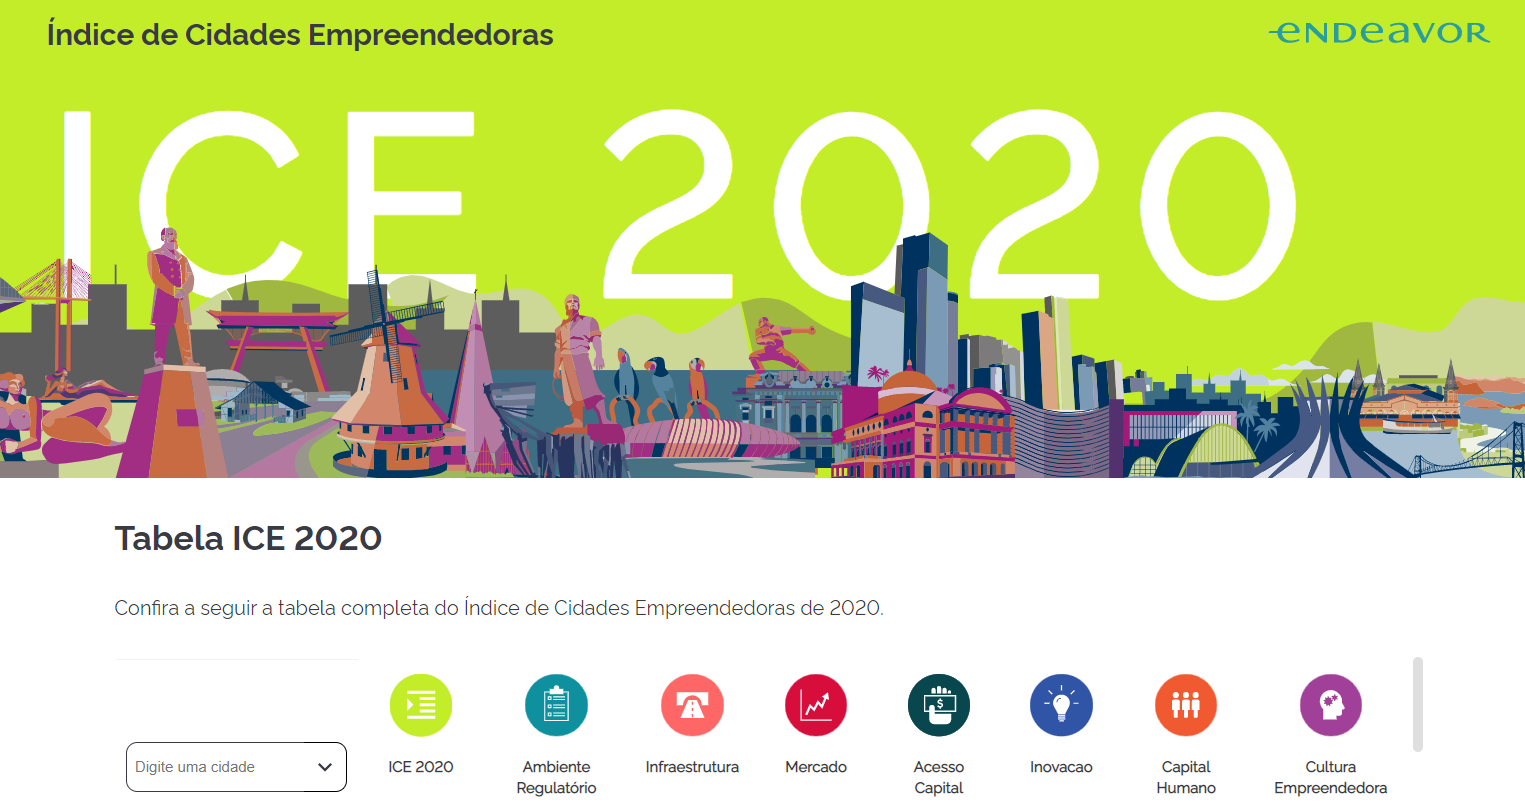 Índice de Cidades Empreendedoras
enDeavor
ICE 2020
Tabela ICE 2020
Confira a seguir a tabela completa do Índice de Cidades Empreendedoras de 2020.
Digite uma cidade
ICE 2020
Ambiente
Regulatório
Infraestrutura
Mercado
Acesso
Capital
Inovacao
Capital
Humano
Cultura
Empreendedora